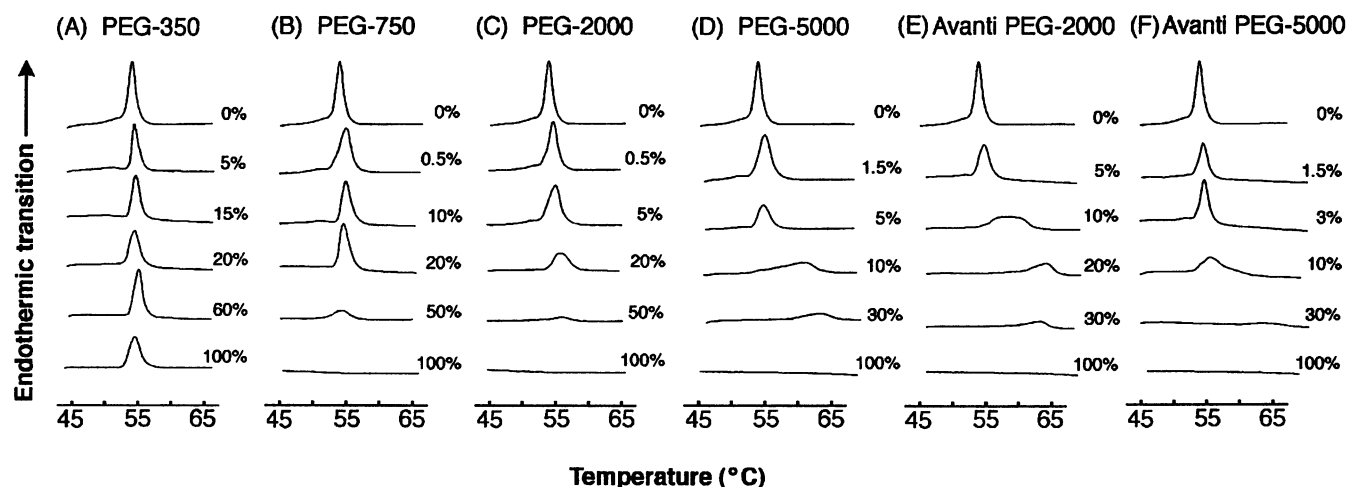 (A) PEG-350
(B) PEG-750
(C) PEG-2000
(D) PEG-5000
(E) Avanti PEG-2000
(F) Avanti PEG-5000
Endothermic transition
0%
5%
15%
20%
60%
100%
0%
0.5%
10%
20%
50%
100%
0%
0.5%
5%
20%
50%
100%
0%
1.5%
5%
10%
30%
100%
0%
5%
10%
20%
30%
100%
0%
1.5%
3%
10%
30%
100%
45 55 65
45 55 65
45 55 65
45 55 65
45 55 65
45 55 65
Temperature (°C)